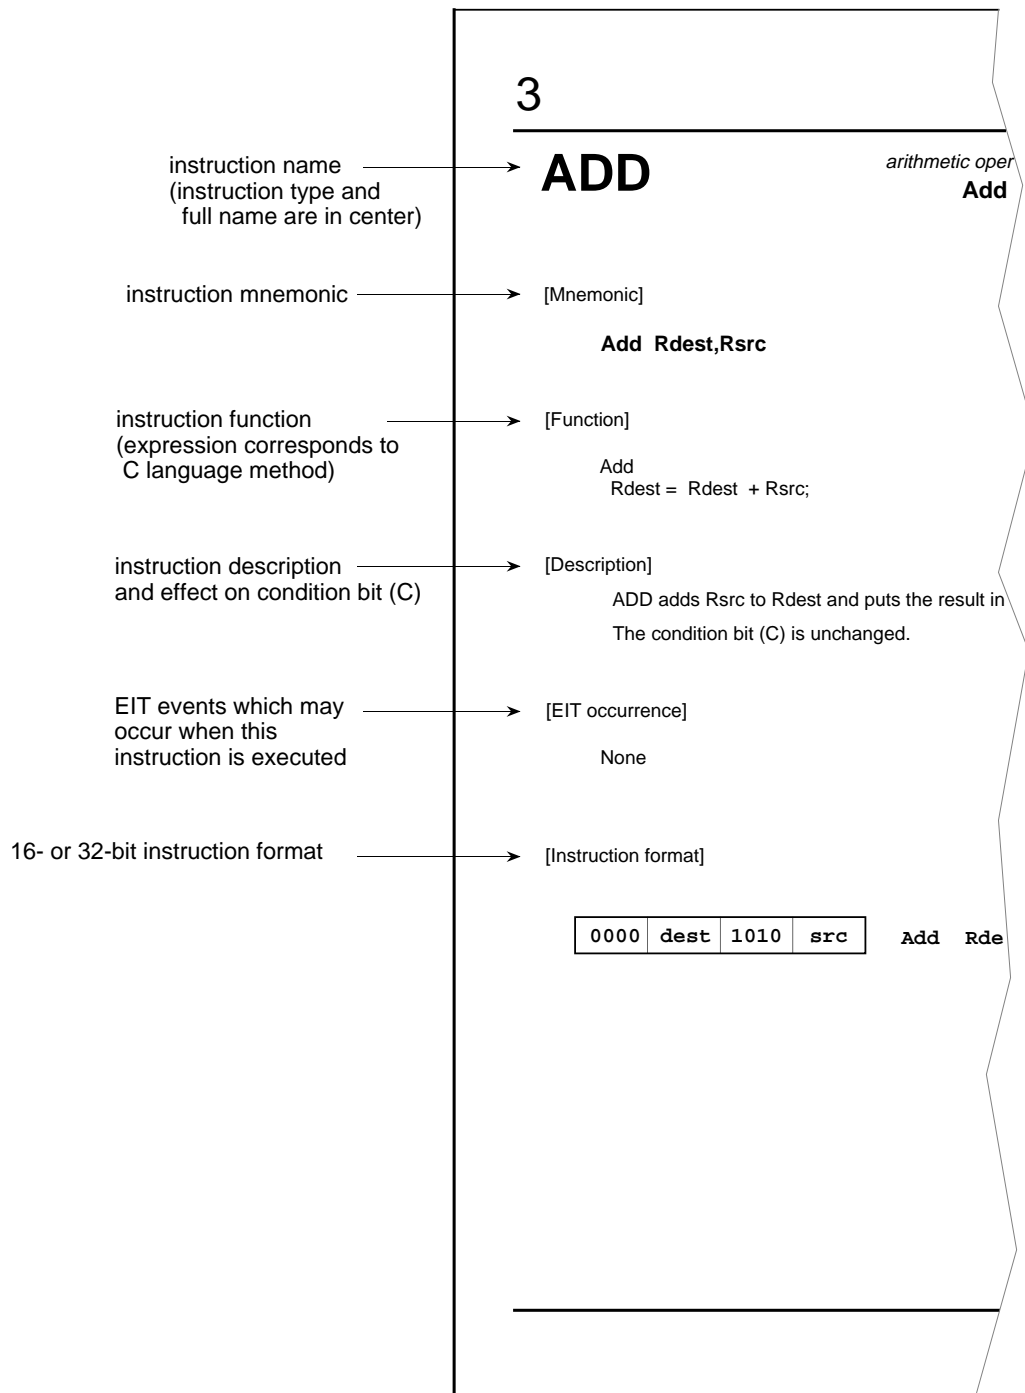 3
instruction name
(instruction type and
full name are in center)
ADD
arithmetic oper
Add
instruction mnemonic
[Mnemonic]
Add Rdest,Rsrc
instruction function
(expression corresponds to
C language method)
[Function]
Add
Rdest = Rdest + Rsrc;
instruction description
and effect on condition bit (C)
[Description]
ADD adds Rsrc to Rdest and puts the result in
The condition bit (C) is unchanged.
EIT events which may
occur when this
instruction is executed
[EIT occurrence]
None
16- or 32-bit instruction format
[Instruction format]
0000 dest 1010 src Add Rde